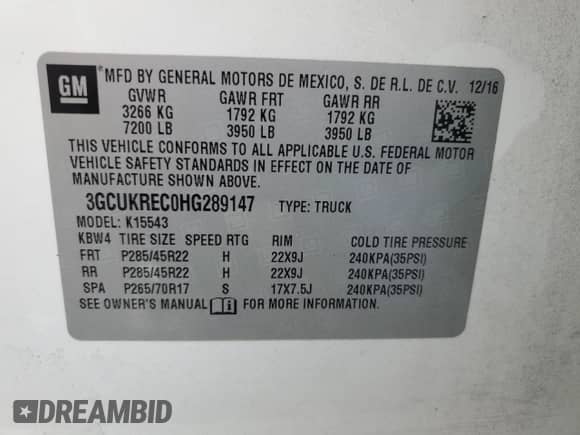 GM
®MFD BY GENERAL MOTORS DE MEXICO, S. DE R.L. DE C.V. 12/16
GVWR GAWR FRT GAWR RR
3266 KG 1792 KG 1792 KG
7200 LB 3950 LB 3950 LB
THIS VEHICLE CONFORMS TO ALL APPLICABLE U.S. FEDERAL MOTOR
VEHICLE SAFETY STANDARDS IN EFFECT ON THE DATE OF
MANUFACTURE SHOWN ABOVE.
3GCUKREC0HG289147 TYPE: TRUCK
MODEL: K15543
KBW4 TIRE SIZE SPEED RTG RIM COLD TIRE PRESSURE
FRT P285/45R22 H 22X9J 240KPA(35PSI)
RR P285/45R22 H 22X9J 240KPA(35PSI)
SPA P265/70R17 S 17X7.5J 240KPA(35PSI)
SEE OWNER'S MANUAL i FOR MORE INFORMATION.
DREAMBID